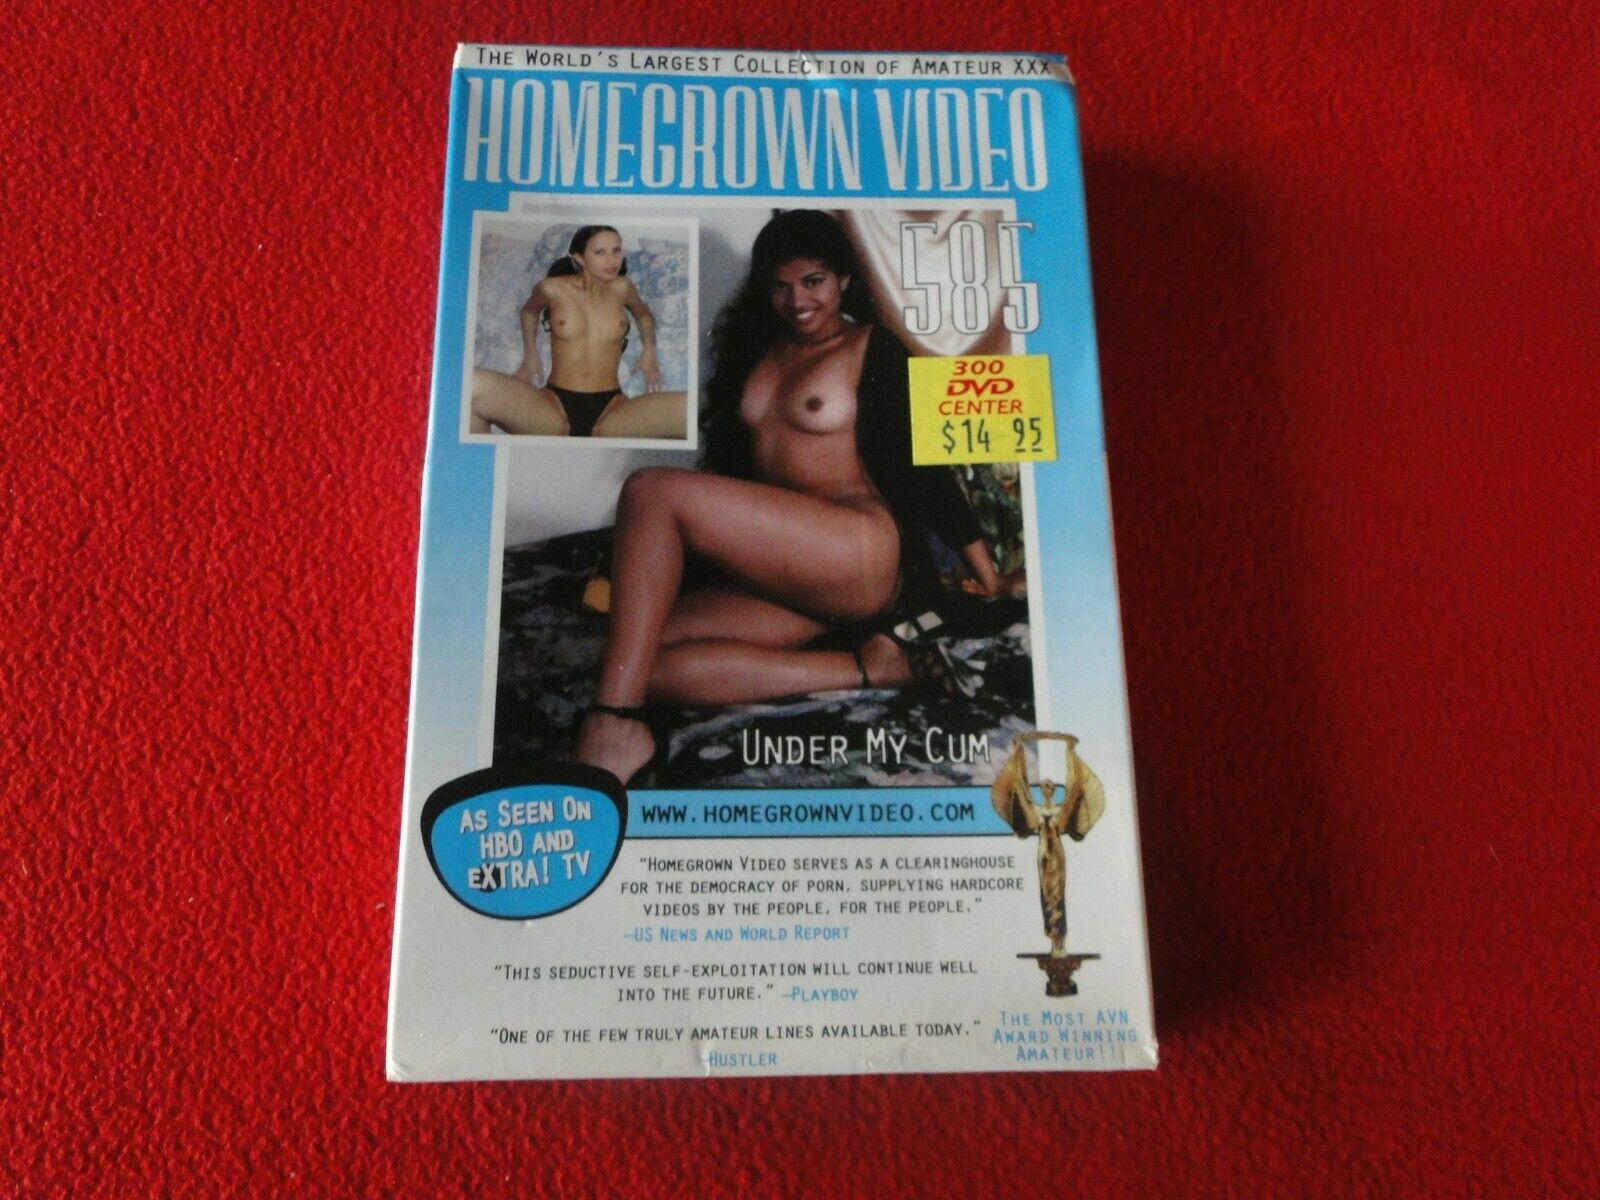 THE WORLD'S LARGEST COLLECTION OF AMATEUR XXX
HOMEGROWN VIDEO
585
300
DVD
CENTER
$14 95
UNDER MY CUM
WWW.HOMEGROWNVIDEO.COM
AS SEEN ON
HBO AND
EXTRA! TV
"HOMEGROWN VIDEO SERVES AS A CLEARINGHOUSE
FOR THE DEMOCRACY OF PORN, SUPPLYING HARDCORE
VIDEOS BY THE PEOPLE, FOR THE PEOPLE."
—US NEWS AND WORLD REPORT
"THIS SEDUCTIVE SELF-EXPLOITATION WILL CONTINUE WELL
INTO THE FUTURE." —PLAYBOY
"ONE OF THE FEW TRULY AMATEUR LINES AVAILABLE TODAY."
—HUSTLER
THE MOST AVN
AWARD WINNING
AMATEUR!!!